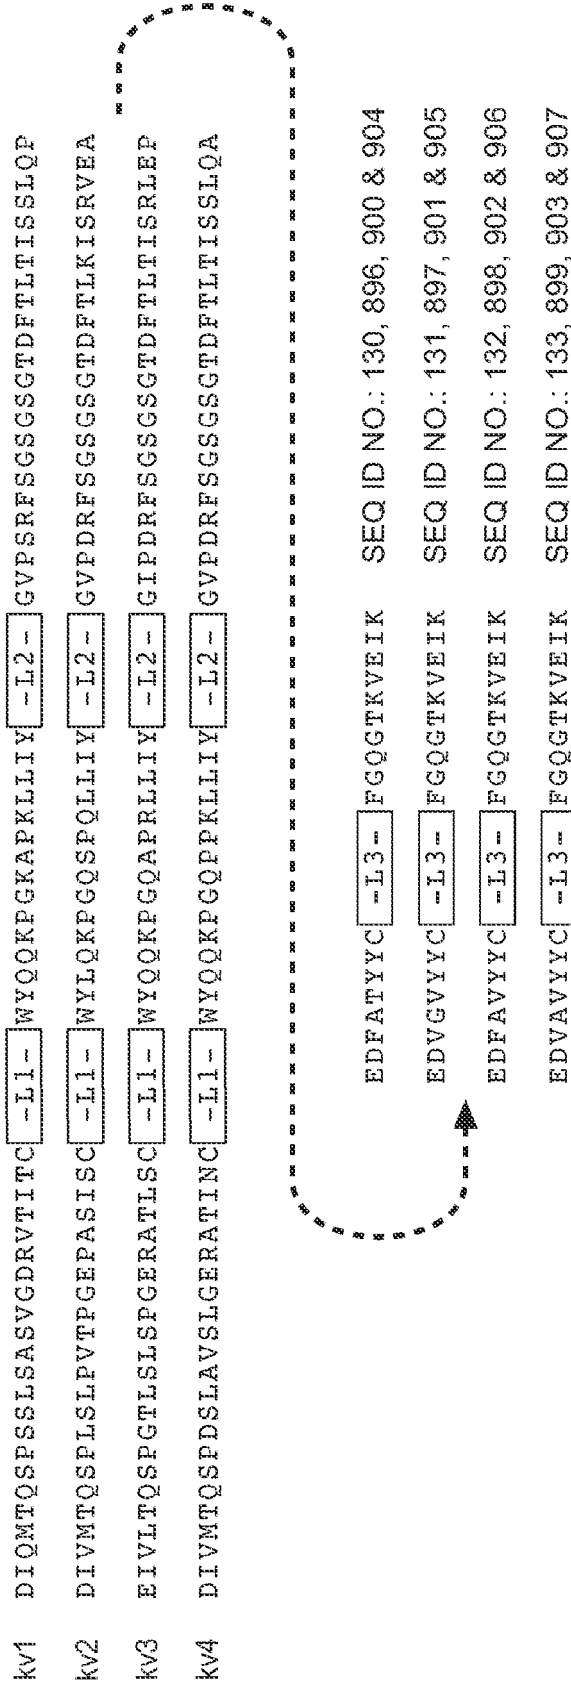 kv1 DIQMTQSPSSLSASVGDRVTITC -L1- WYQQKPGKAPKLLIY -L2- GVPSRFSGSGSGTDFTLTISSLQP
kv2 DIVMTQSPLSLPVTPGEPASISC -L1- WYLQKPGQSPQLLIY -L2- GVPDRFSGSGSGTDFTLKISRVEA
kv3 EIVLTQSPGTLSLSPGERATLSC -L1- WYQQKPGQAPRLLIY -L2- GIPDRFSGSGSGTDFTLTISRLEP
kv4 DIVMTQSPDSLAVSLGERATINC -L1- WYQQKPGQPPKLLIY -L2- GVPDRFSGSGSGTDFTLTISSLQA
EDFATYYC -L3- FGQGTKVEIK SEQ ID NO.: 130, 896, 900 & 904
EDVGVYYC -L3- FGQGTKVEIK SEQ ID NO.: 131, 897, 901 & 905
EDFAVYYC -L3- FGQGTKVEIK SEQ ID NO.: 132, 898, 902 & 906
EDVAVYYC -L3- FGQGTKVEIK SEQ ID NO.: 133, 899, 903 & 907